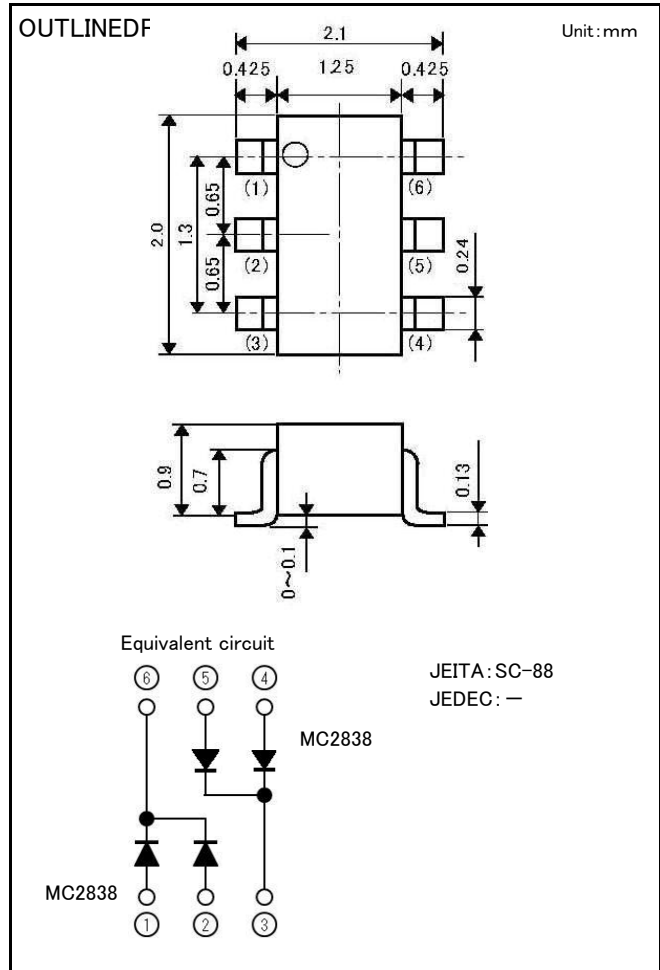 OUTLINEDF
Unit:mm
2.1
0.425 1.25 0.425
(1) (6)
0.65
2.0
1.3
(2) (5)
0.65
0.24
(3) (4)
0.9
0.7
0.13
0~0.1
Equivalent circuit
6 5 4
JEITA:SC-88
JEDEC:—
MC2838
MC2838
1 2 3